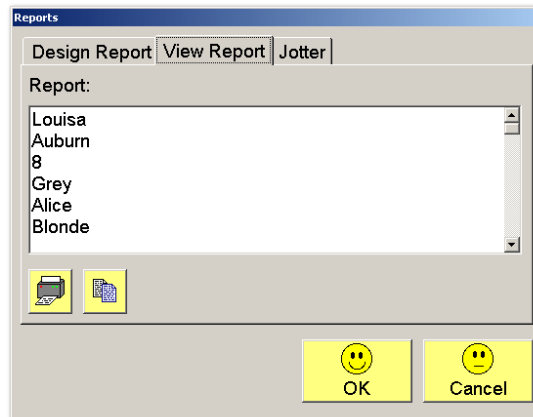 Reports
Design Report View Report Jotter
Report:
Louisa
Auburn
8
Grey
Alice
Blonde
OK Cancel